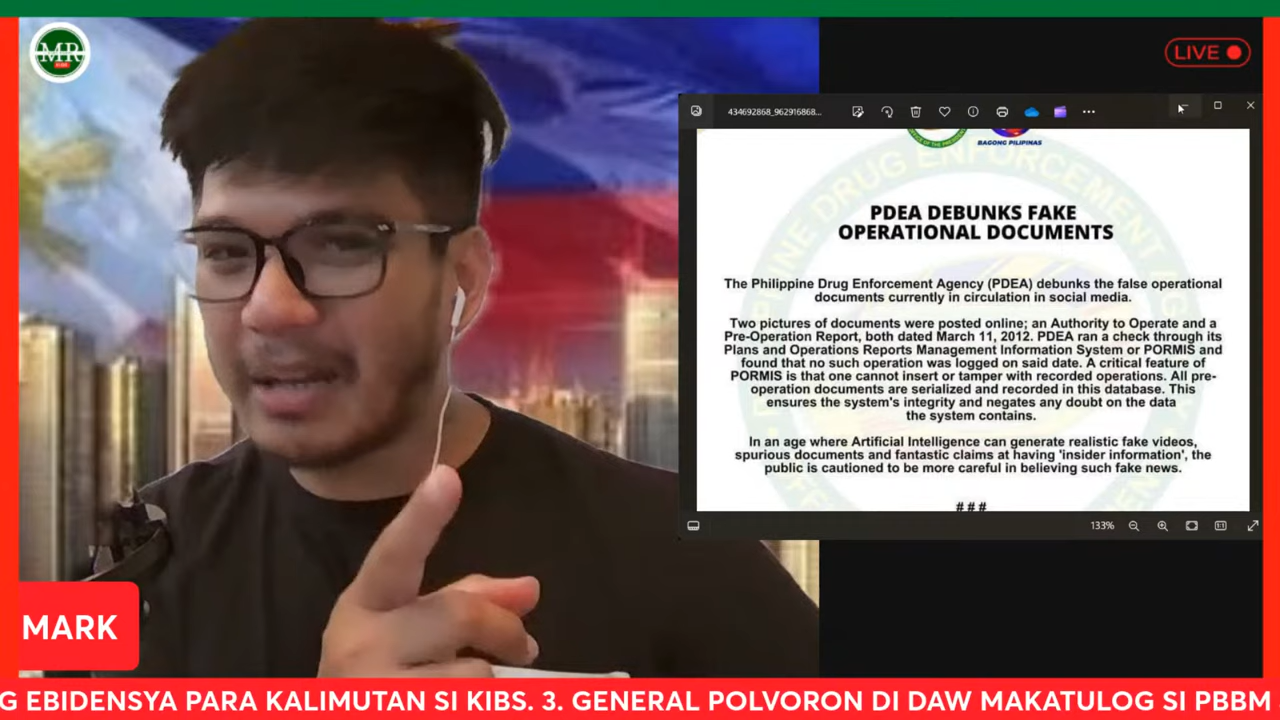 MR
LIVE
434692868_962916868...
BAGONG PILIPINAS
PDEA DEBUNKS FAKE
OPERATIONAL DOCUMENTS
The Philippine Drug Enforcement Agency (PDEA) debunks the false operational
documents currently in circulation in social media.
Two pictures of documents were posted online; an Authority to Operate and a
Pre-Operation Report, both dated March 11, 2012. PDEA ran a check through its
Plans and Operations Reports Management Information System or PORMIS and
found that no such operation was logged on said date. A critical feature of
PORMIS is that one cannot insert or tamper with recorded operations. All pre-
operation documents are serialized and recorded in this database. This
ensures the system's integrity and negates any doubt on the data
the system contains.
In an age where Artificial Intelligence can generate realistic fake videos,
spurious documents and fantastic claims at having 'insider information', the
public is cautioned to be more careful in believing such fake news.
###
133%
MARK
G EBIDENSYA PARA KALIMUTAN SI KIBS. 3. GENERAL POLVORON DI DAW MAKATULOG SI PBBM